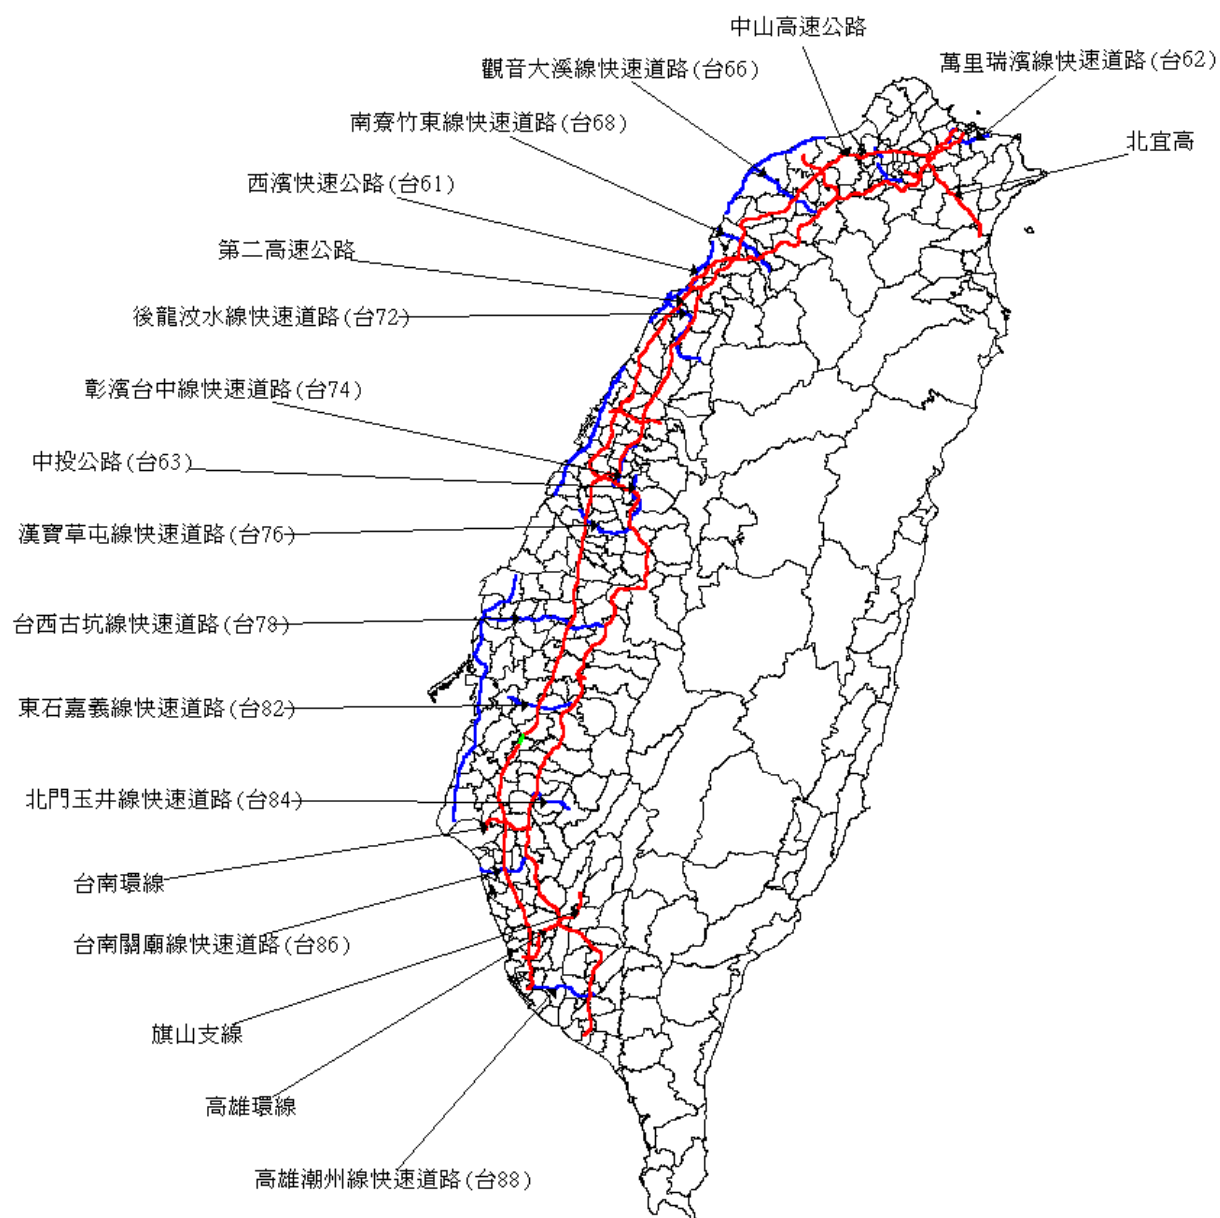 中山高速公路
觀音大溪線快速道路(台66)
萬里瑞濱線快速道路(台62)
南寮竹東線快速道路(台68)
北宜高
西濱快速公路(台61)
第二高速公路
後龍汶水線快速道路(台72)
彰濱台中線快速道路(台74)
中投公路(台63)
漢寶草屯線快速道路(台76)
台西古坑線快速道路(台78)
東石嘉義線快速道路(台82)
北門玉井線快速道路(台84)
台南環線
台南關廟線快速道路(台86)
旗山支線
高雄環線
高雄潮州線快速道路(台88)